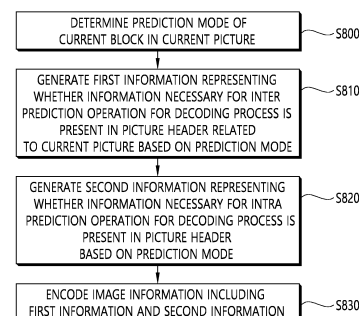 DETERMINE PREDICTION MODE OF
CURRENT BLOCK IN CURRENT PICTURE
S800
GENERATE FIRST INFORMATION REPRESENTING
WHETHER INFORMATION NECESSARY FOR INTER
PREDICTION OPERATION FOR DECODING PROCESS IS
PRESENT IN PICTURE HEADER RELATED
TO CURRENT PICTURE BASED ON PREDICTION MODE
S810
GENERATE SECOND INFORMATION REPRESENTING
WHETHER INFORMATION NECESSARY FOR INTRA
PREDICTION OPERATION FOR DECODING PROCESS IS
PRESENT IN PICTURE HEADER
BASED ON PREDICTION MODE
S820
ENCODE IMAGE INFORMATION INCLUDING
FIRST INFORMATION AND SECOND INFORMATION
S830